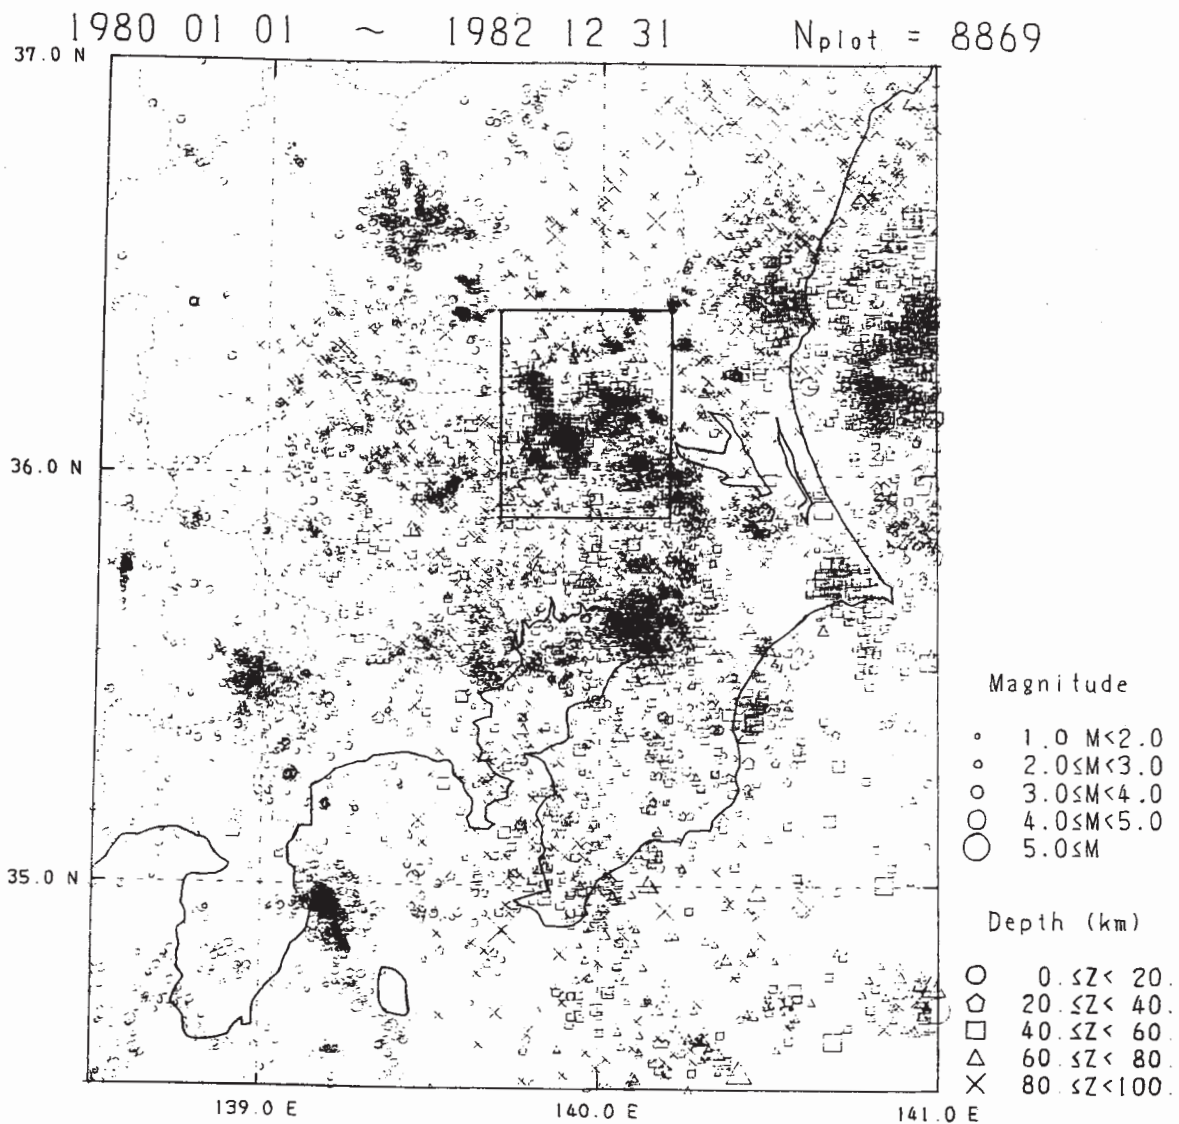 1980 01 01 ~ 1982 12 31 Nplot = 8869
37.0 N
36.0 N
35.0 N
139.0 E 140.0 E 141.0 E
Magnitude
1.0 M<2.0
2.0≤M<3.0
3.0≤M<4.0
4.0≤M<5.0
5.0≤M
Depth (km)
0.≤Z< 20.
20.≤Z< 40.
40.≤Z< 60.
60.≤Z< 80.
80.≤Z<100.